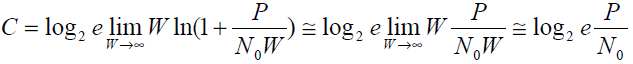 C = log₂ e lim_{W→∞} W ln(1 + P/(N₀W)) ≅ log₂ e lim_{W→∞} W P/(N₀W) ≅ log₂ e P/N₀